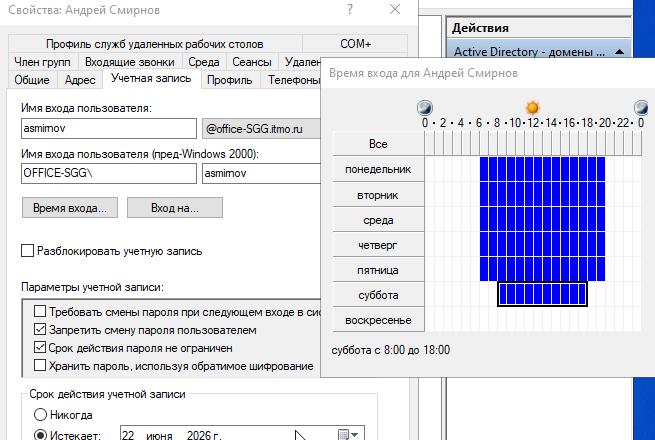 Свойства: Андрей Смирнов ?
Профиль служб удаленных рабочих столов COM+
Член групп Входящие звонки Среда Сеансы
Общие Адрес Учетная запись Профиль Телефоны
Имя входа пользователя:
asmirnov @office-SGG.itmo.ru
Имя входа пользователя (пред-Windows 2000):
OFFICE-SGG\ asmirnov
Время входа... Вход на...
Разблокировать учетную запись
Параметры учетной записи:
Требовать смены пароля при следующем входе в сис
Запретить смену пароля пользователем
Срок действия пароля не ограничен
Хранить пароль, используя обратимое шифрование
Срок действия учетной записи
Никогда
Истекает: 22 июня 2026 г.
Действия
Active Directory - домены ...
Время входа для Андрей Смирнов
0 · 2 · 4 · 6 · 8 · 10 · 12 · 14 · 16 · 18 · 20 · 22 · 0
Все
понедельник
вторник
среда
четверг
пятница
суббота
воскресенье
суббота с 8:00 до 18:00